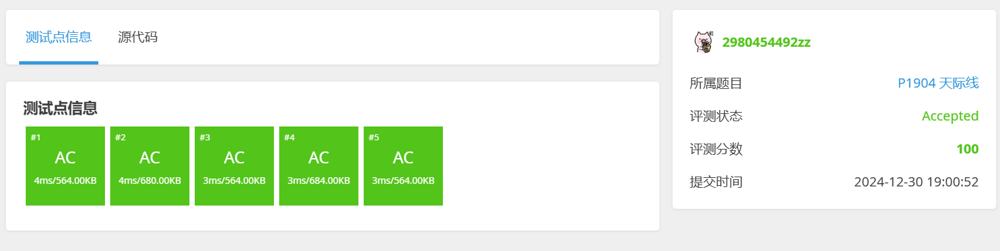 测试点信息 源代码
测试点信息
#1 #2 #3 #4 #5
AC AC AC AC AC
4ms/564.00KB 4ms/680.00KB 3ms/564.00KB 3ms/684.00KB 3ms/564.00KB
2980454492zz
所属题目 P1904 天际线
评测状态 Accepted
评测分数 100
提交时间 2024-12-30 19:00:52